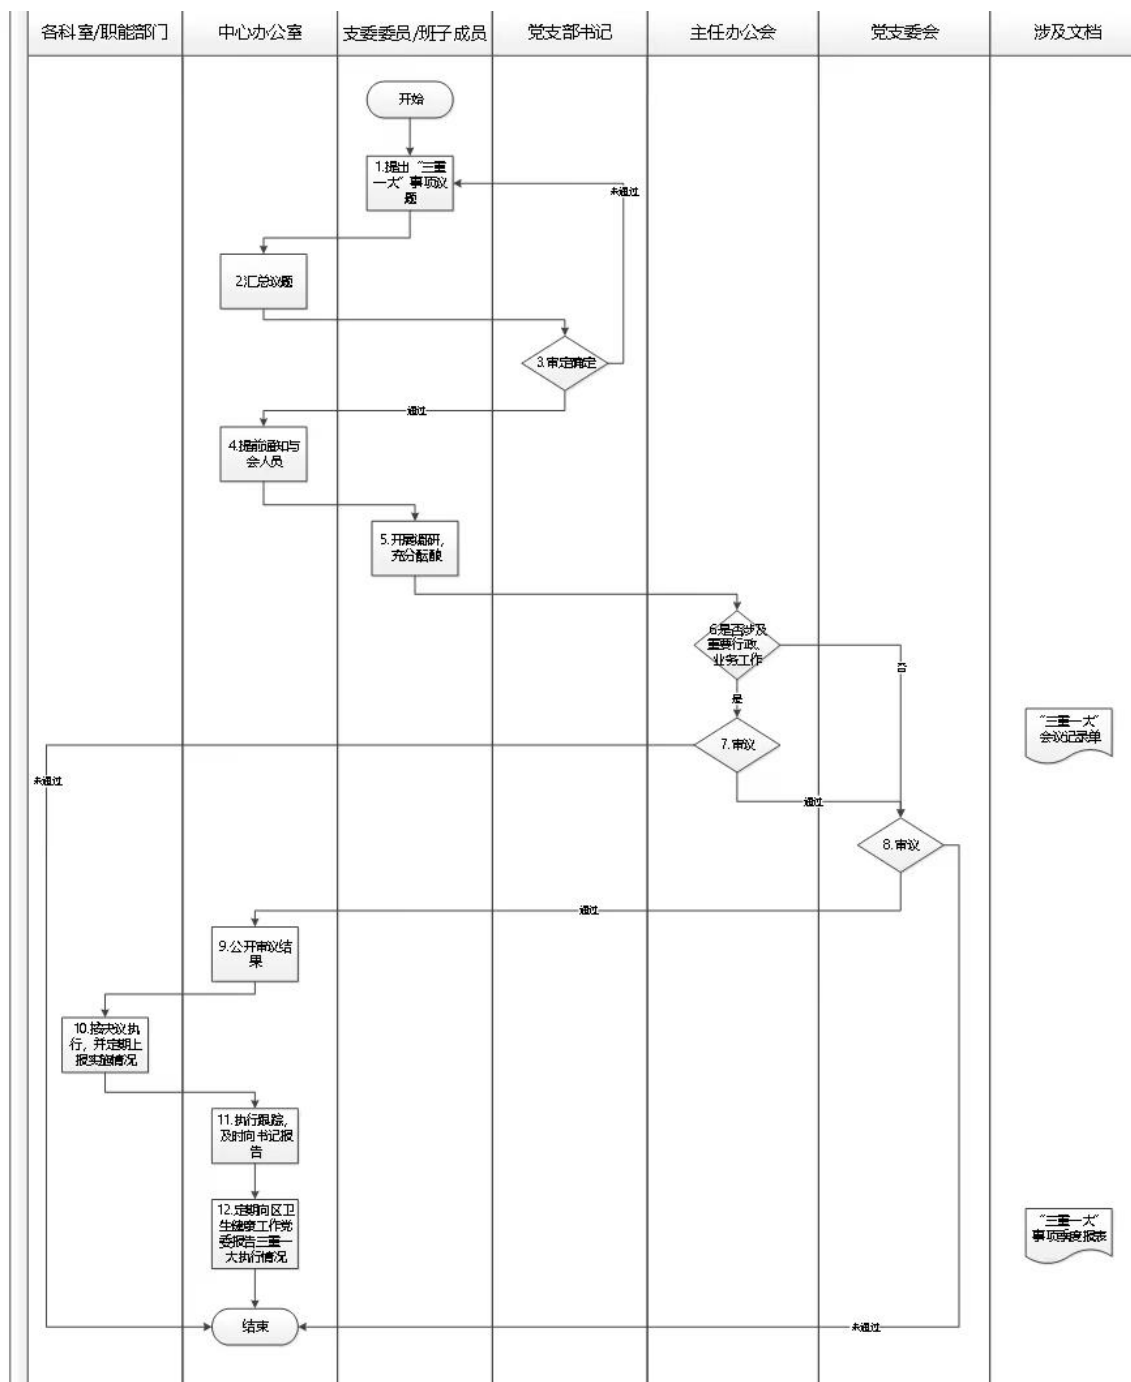 各科室/职能部门
中心办公室
支委委员/班子成员
党支部书记
主任办公会
党支委会
涉及文档
开始
1.提出“三重
一大”事项议
题
未通过
2.汇总议题
3.审定确定
通过
4.提前通知与
会人员
5.开展调研,
充分酝酿
6.是否涉及
重要行政、
业务工作
否
是
“三重一大”
会议记录单
7.审议
未通过
通过
8.审议
通过
9.公开审议结
果
10.按决议执
行，并定期上
报实施情况
11.执行跟踪,
及时向书记报
告
12.定期向区卫
生健康工作党
委报告三重一
大执行情况
“三重一大”
事项季度报表
结束
未通过